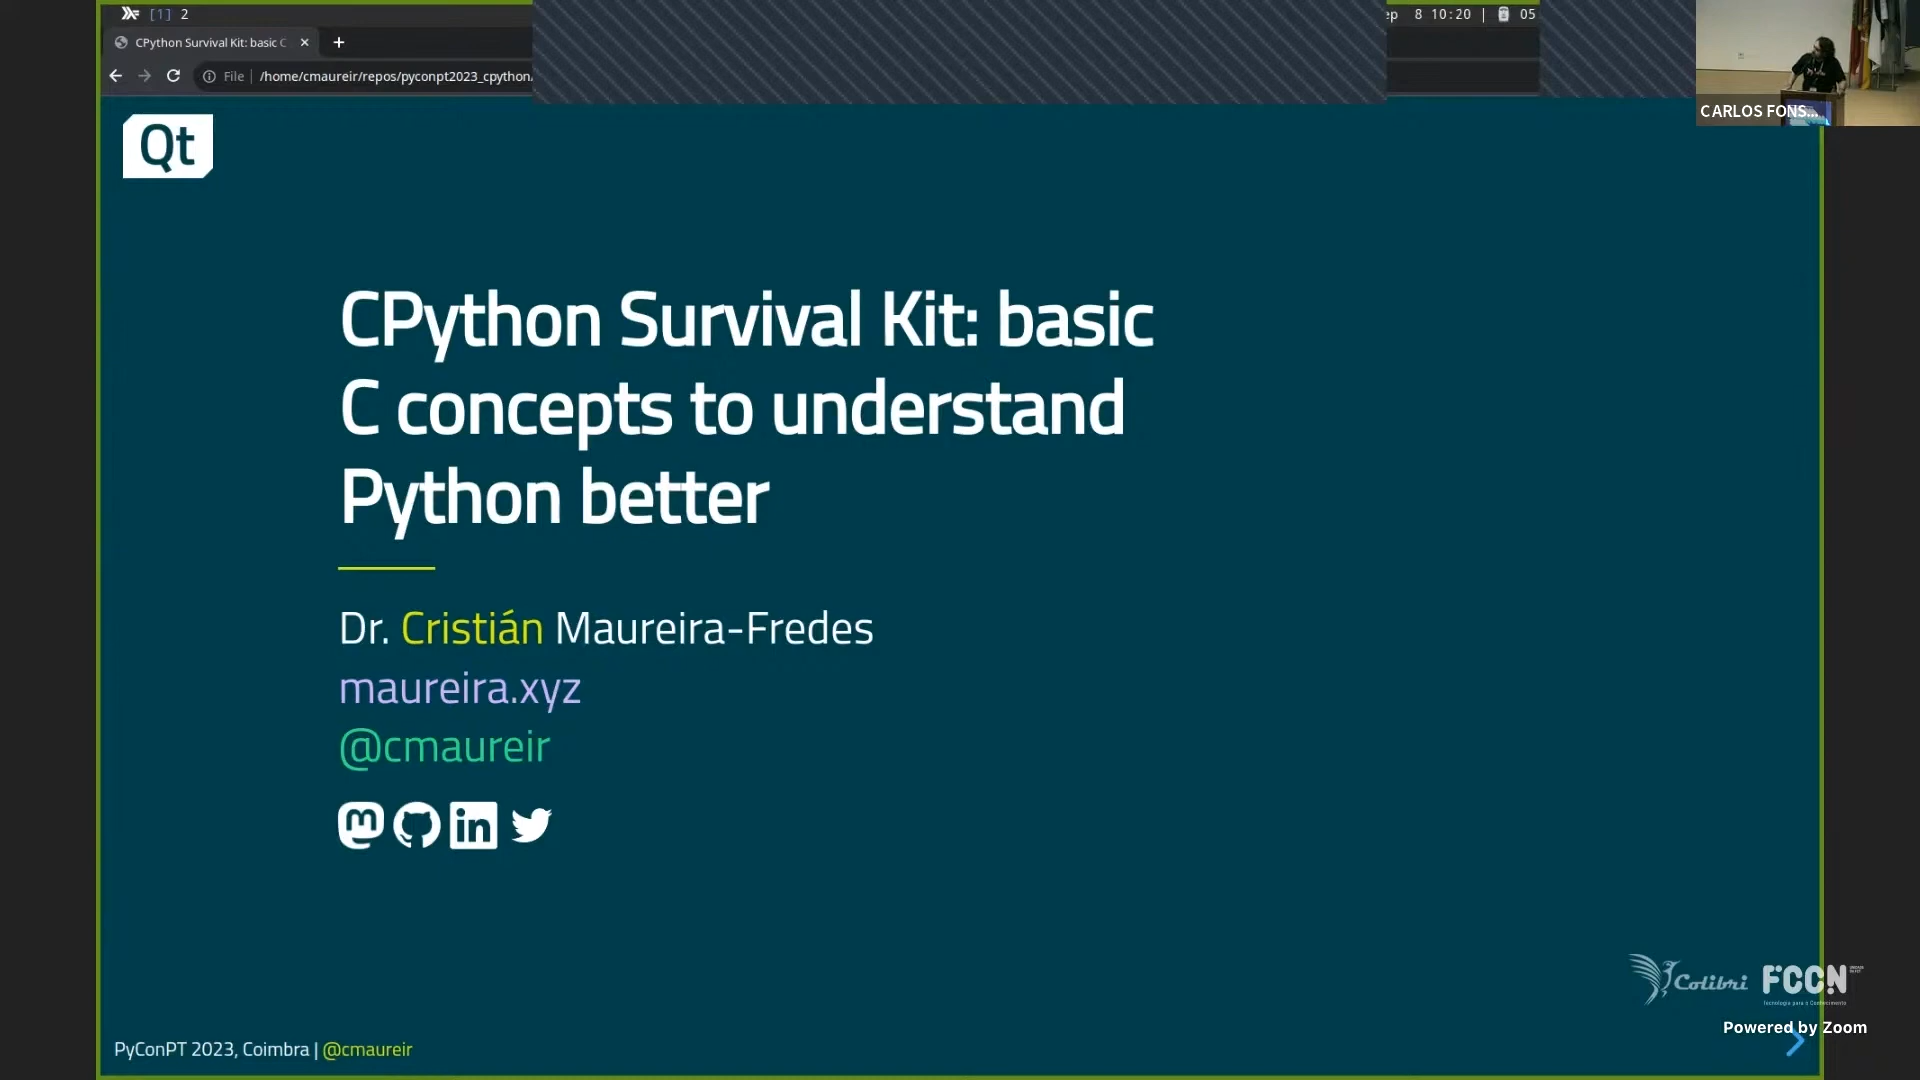 [1] 2
ep 8 10:20 | 05
CPython Survival Kit: basic C
File | /home/cmaureir/repos/pyconpt2023_cpython
CARLOS FONS...
Qt
CPython Survival Kit: basic
C concepts to understand
Python better
Dr. Cristián Maureira-Fredes
maureira.xyz
@cmaureir
Colibri FCCN
Powered by Zoom
PyConPT 2023, Coimbra | @cmaureir